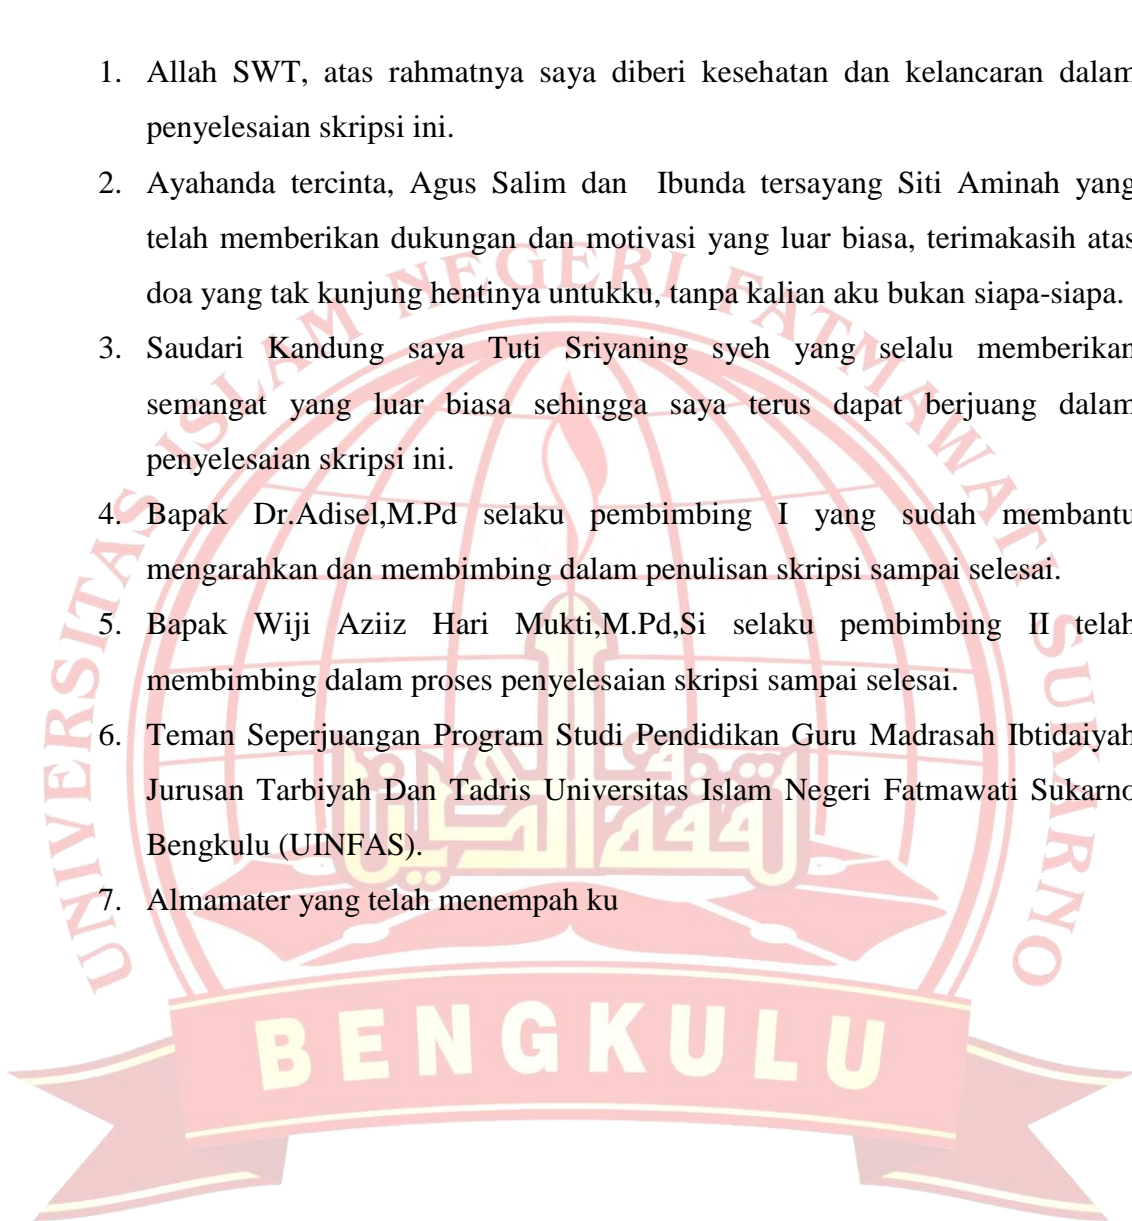 1. Allah SWT, atas rahmatnya saya diberi kesehatan dan kelancaran dalam
penyelesaian skripsi ini.
2. Ayahanda tercinta, Agus Salim dan Ibunda tersayang Siti Aminah yang
telah memberikan dukungan dan motivasi yang luar biasa, terimakasih atas
doa yang tak kunjung hentinya untukku, tanpa kalian aku bukan siapa-siapa.
3. Saudari Kandung saya Tuti Sriyaning syeh yang selalu memberikan
semangat yang luar biasa sehingga saya terus dapat berjuang dalam
penyelesaian skripsi ini.
4. Bapak Dr.Adisel,M.Pd selaku pembimbing I yang sudah membantu
mengarahkan dan membimbing dalam penulisan skripsi sampai selesai.
5. Bapak Wiji Aziiz Hari Mukti,M.Pd,Si selaku pembimbing II telah
membimbing dalam proses penyelesaian skripsi sampai selesai.
6. Teman Seperjuangan Program Studi Pendidikan Guru Madrasah Ibtidaiyah
Jurusan Tarbiyah Dan Tadris Universitas Islam Negeri Fatmawati Sukarno
Bengkulu (UINFAS).
7. Almamater yang telah menempah ku
UNIVERSITAS ISLAM NEGERI FATMAWATI SUKARNO
BENGKULU